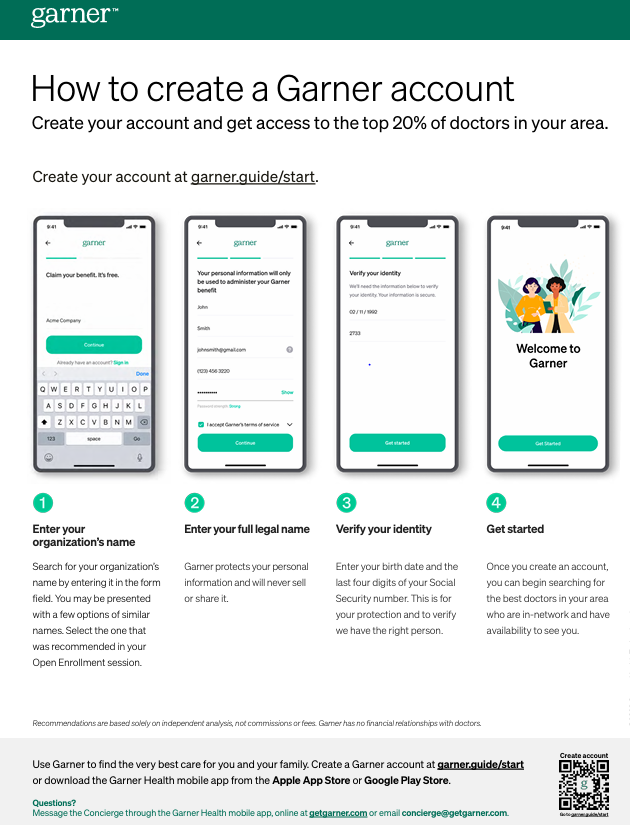 garner™
How to create a Garner account
Create your account and get access to the top 20% of doctors in your area.
Create your account at garner.guide/start.
9:41
garner
Claim your benefit. It's free.
Acme Company
Continue
Already have an account? Sign in
Done
Q W E R T Y U I O P
A S D F G H J K L
Z X C V B N M
123 space Go
9:41
garner
Your personal information will only
be used to administer your Garner
benefit
John
Smith
johnsmith@gmail.com
(123) 456 3220
Show
Password strength: Strong
I accept Garner's terms of service
Continue
9:41
garner
Verify your identity
We'll need the information below to verify
your identity. Your information is secure.
02 / 11 / 1992
2733
Get started
9:41
Welcome to
Garner
Get Started
1
Enter your
organization's name
Search for your organization's
name by entering it in the form
field. You may be presented
with a few options of similar
names. Select the one that
was recommended in your
Open Enrollment session.
2
Enter your full legal name
Garner protects your personal
information and will never sell
or share it.
3
Verify your identity
Enter your birth date and the
last four digits of your Social
Security number. This is for
your protection and to verify
we have the right person.
4
Get started
Once you create an account,
you can begin searching for
the best doctors in your area
who are in-network and have
availability to see you.
Recommendations are based solely on independent analysis, not commissions or fees. Garner has no financial relationships with doctors.
Use Garner to find the very best care for you and your family. Create a Garner account at garner.guide/start
or download the Garner Health mobile app from the Apple App Store or Google Play Store.
Questions?
Message the Concierge through the Garner Health mobile app, online at getgarner.com or email concierge@getgarner.com.
Create account
g
Go to garner.guide/start